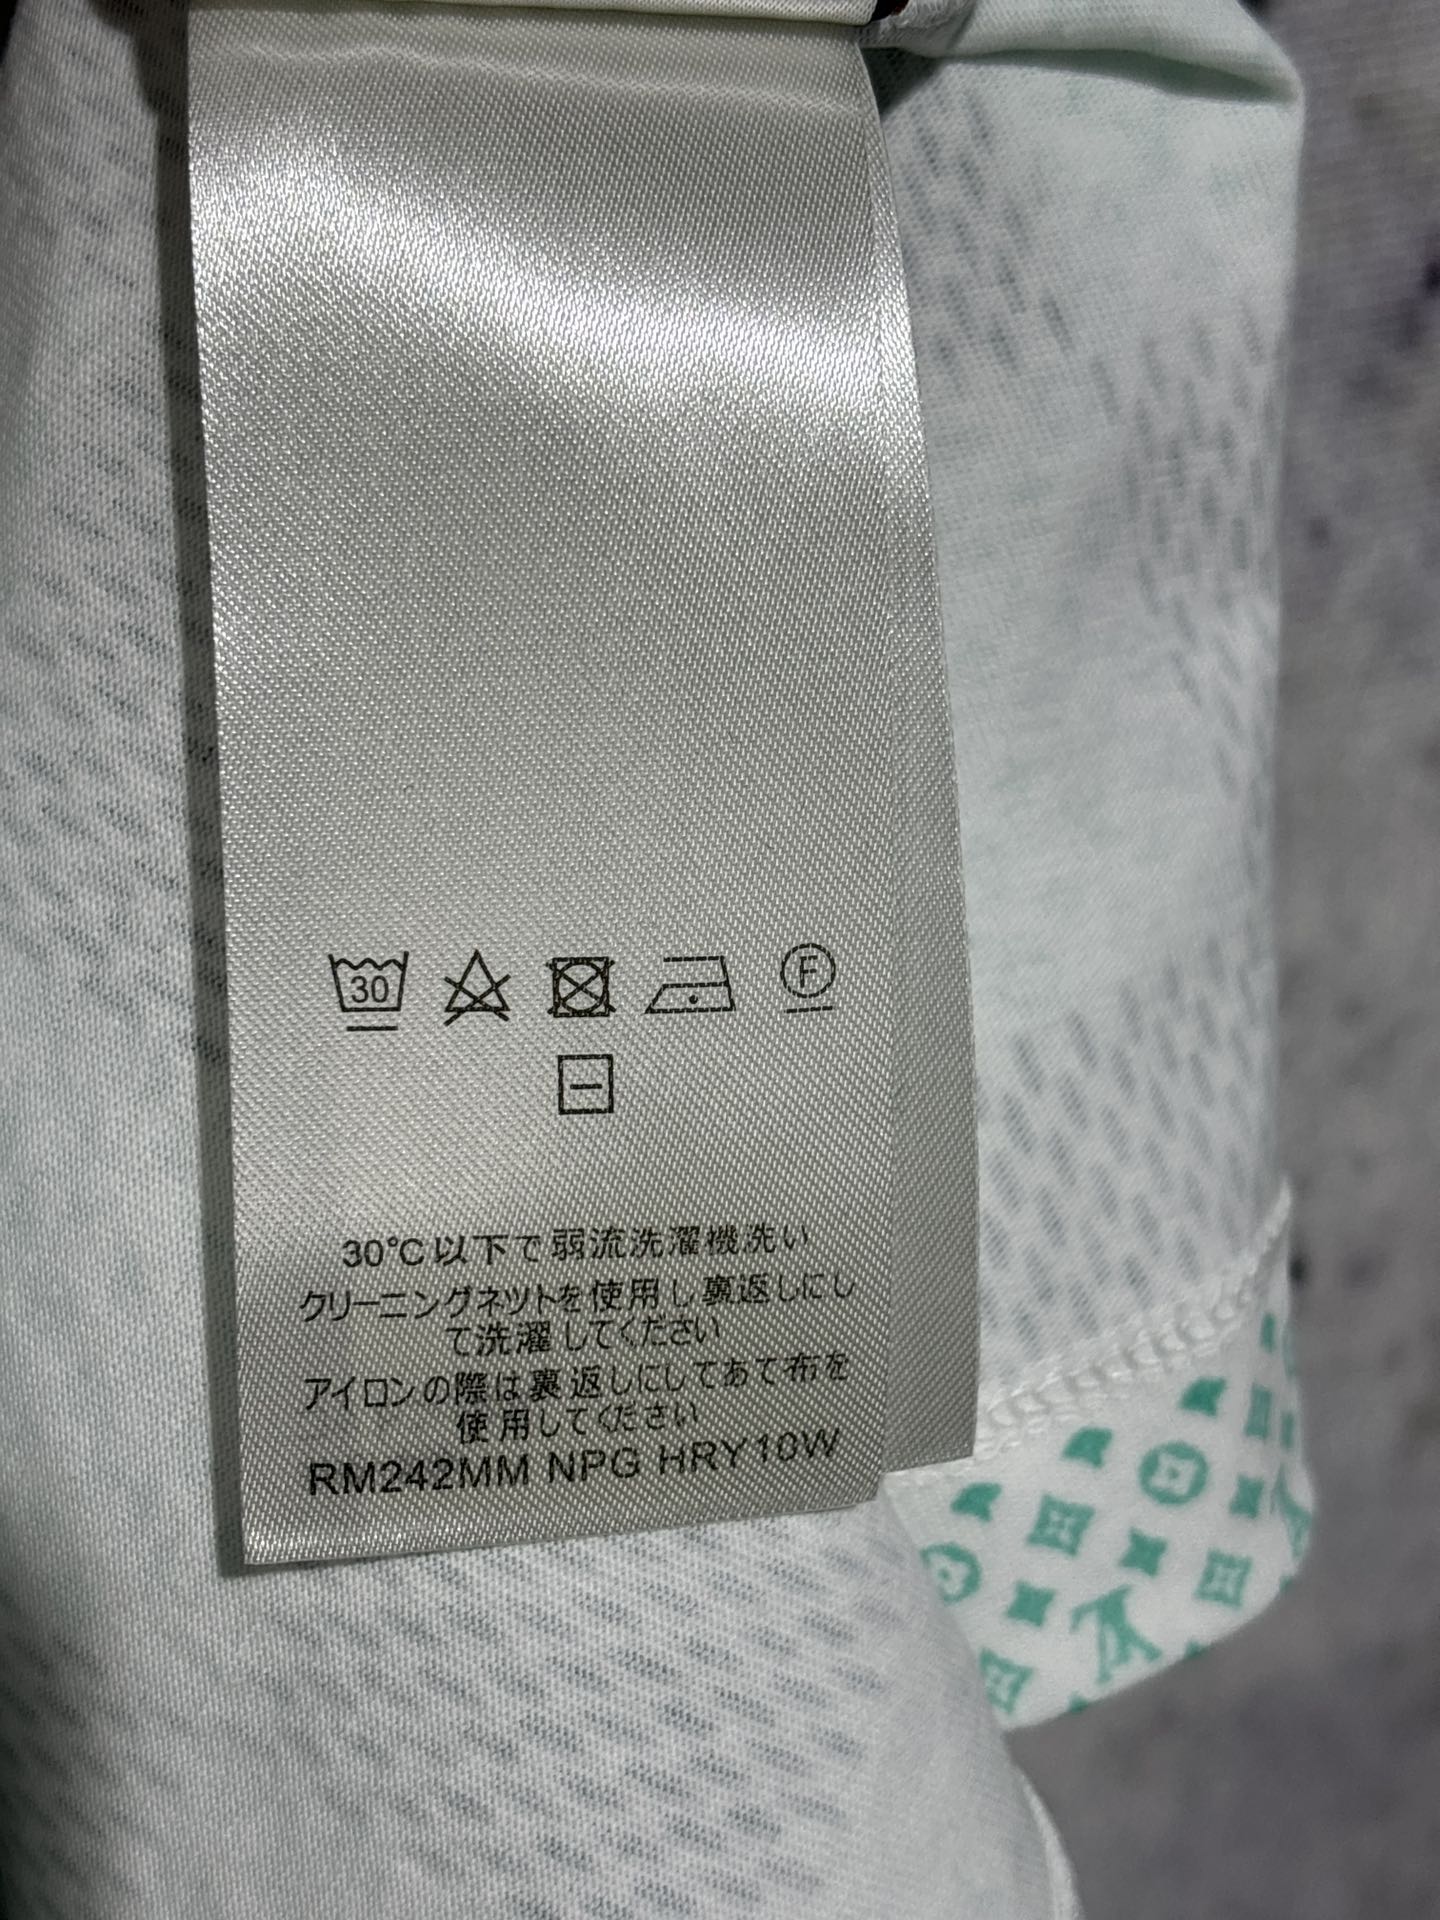 30
F
30°C以下で弱流洗濯機洗い
クリーニングネツトを使用し裏返しにし
て洗濯してください
アイロンの際は裏返しにしてあて布を
使用してください
RM242MM NPG HRY10W